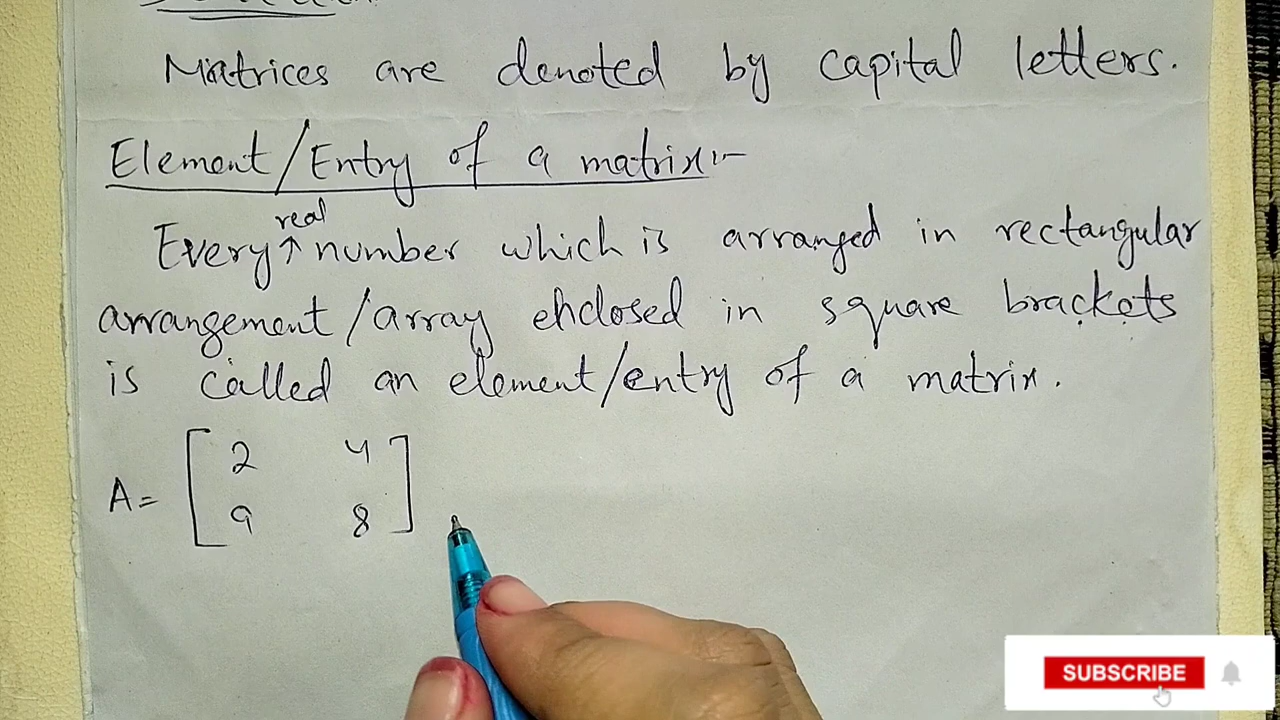 Matrices are denoted by capital letters.
Element/Entry of a matrix:-
real
Every↑ number which is arranged in rectangular
arrangement/array enclosed in square brackets
is called an element/entry of a matrix.
A= [2 4
9 8]
SUBSCRIBE